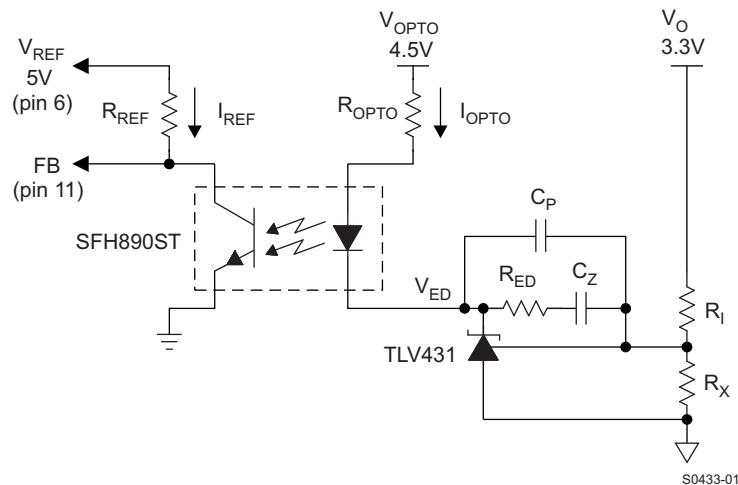 V_REF
5V
(pin 6)
R_REF
I_REF
FB
(pin 11)
SFH890ST
V_OPTO
4.5V
R_OPTO
I_OPTO
V_O
3.3V
C_P
V_ED
R_ED
C_Z
R_I
TLV431
R_X
S0433-01